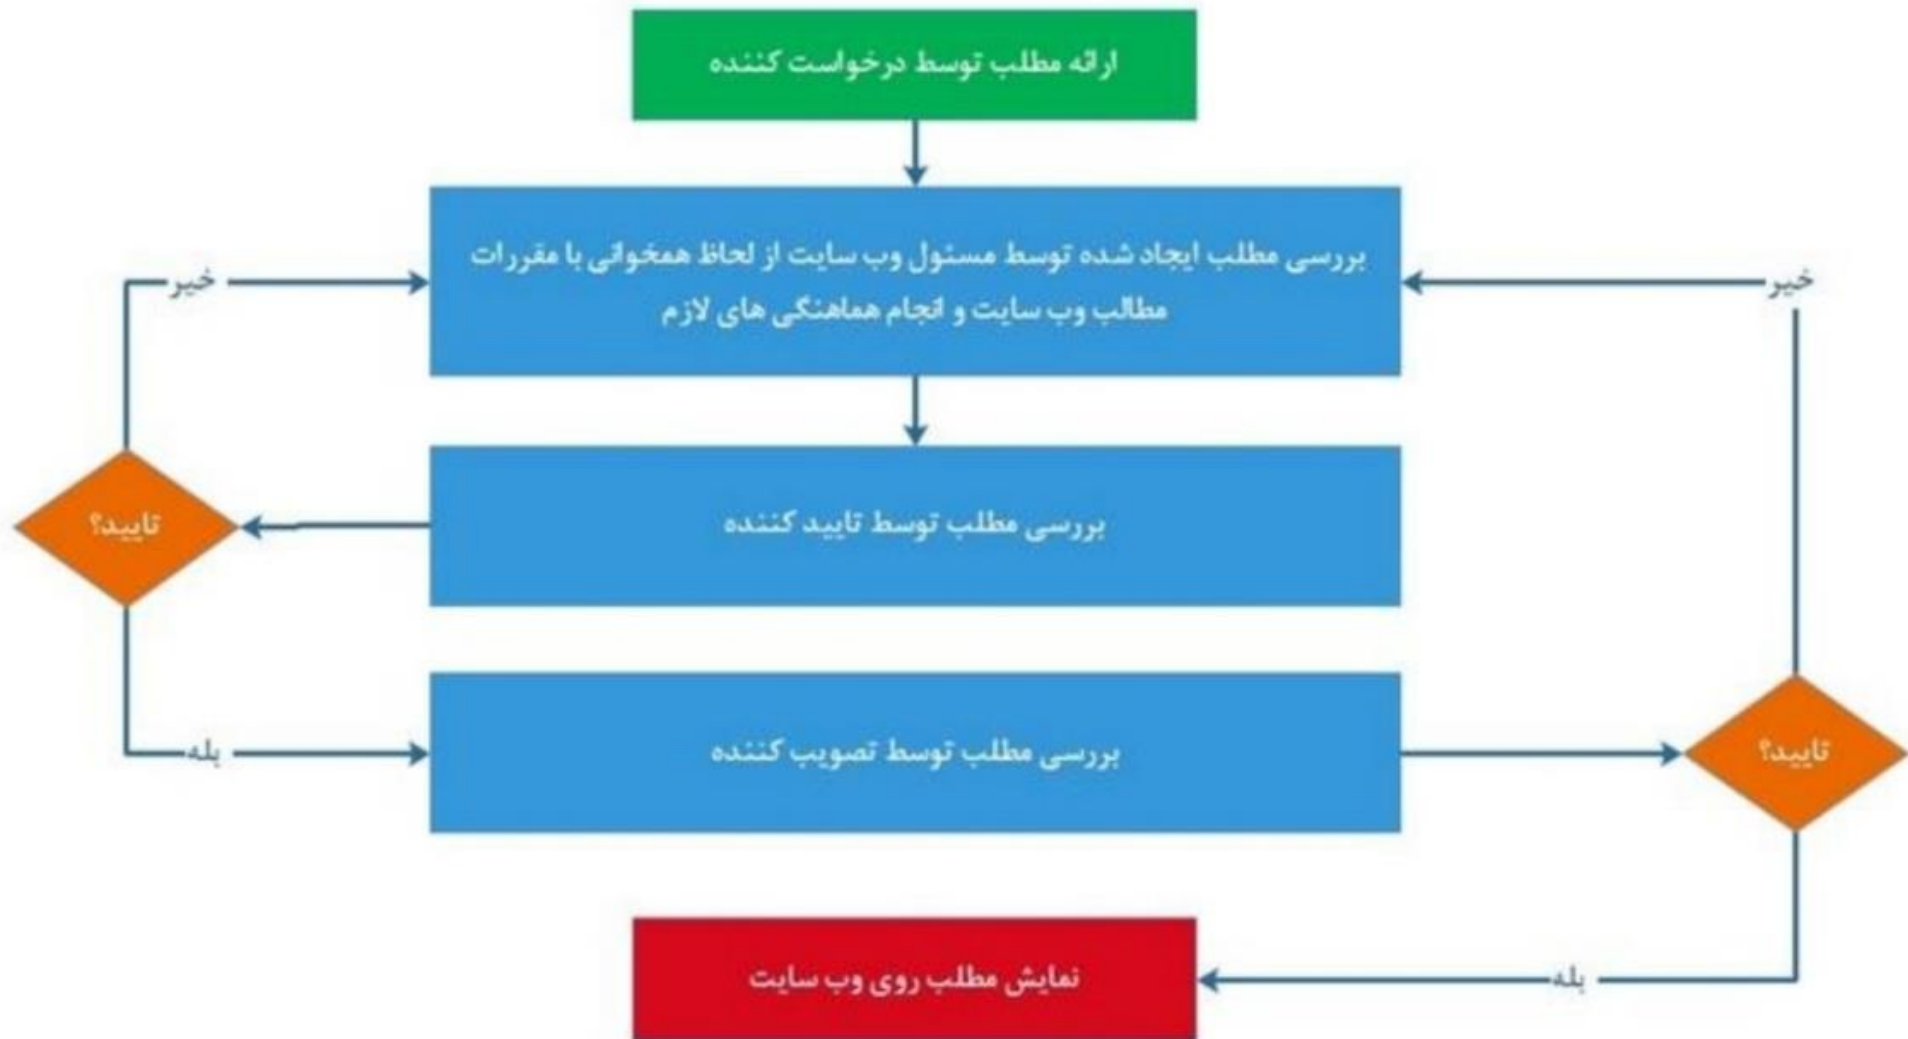 ارائه مطلب توسط درخواست کننده
بررسی مطلب ایجاد شده توسط مسئول وب سایت از لحاظ همخوانی با مقررات
مطالب وب سایت و انجام هماهنگی های لازم
خیر
خیر
بررسی مطلب توسط تایید کننده
تایید؟
بررسی مطلب توسط تصویب کننده
بله
تایید؟
نمایش مطلب روی وب سایت
بله